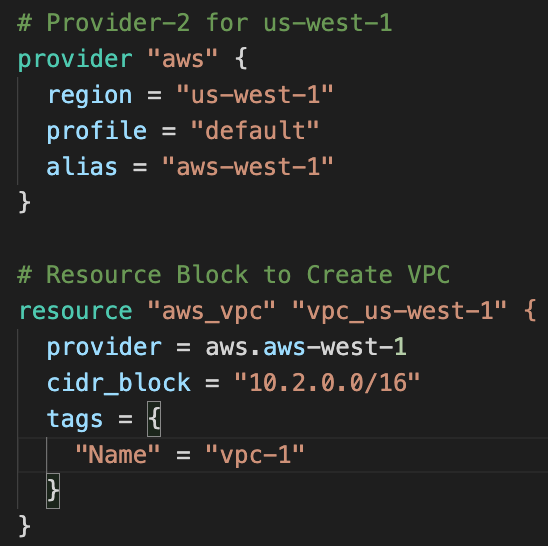 # Provider-2 for us-west-1
provider "aws" {
  region = "us-west-1"
  profile = "default"
  alias = "aws-west-1"
}

# Resource Block to Create VPC
resource "aws_vpc" "vpc_us-west-1" {
  provider = aws.aws-west-1
  cidr_block = "10.2.0.0/16"
  tags = {
    "Name" = "vpc-1"
  }
}